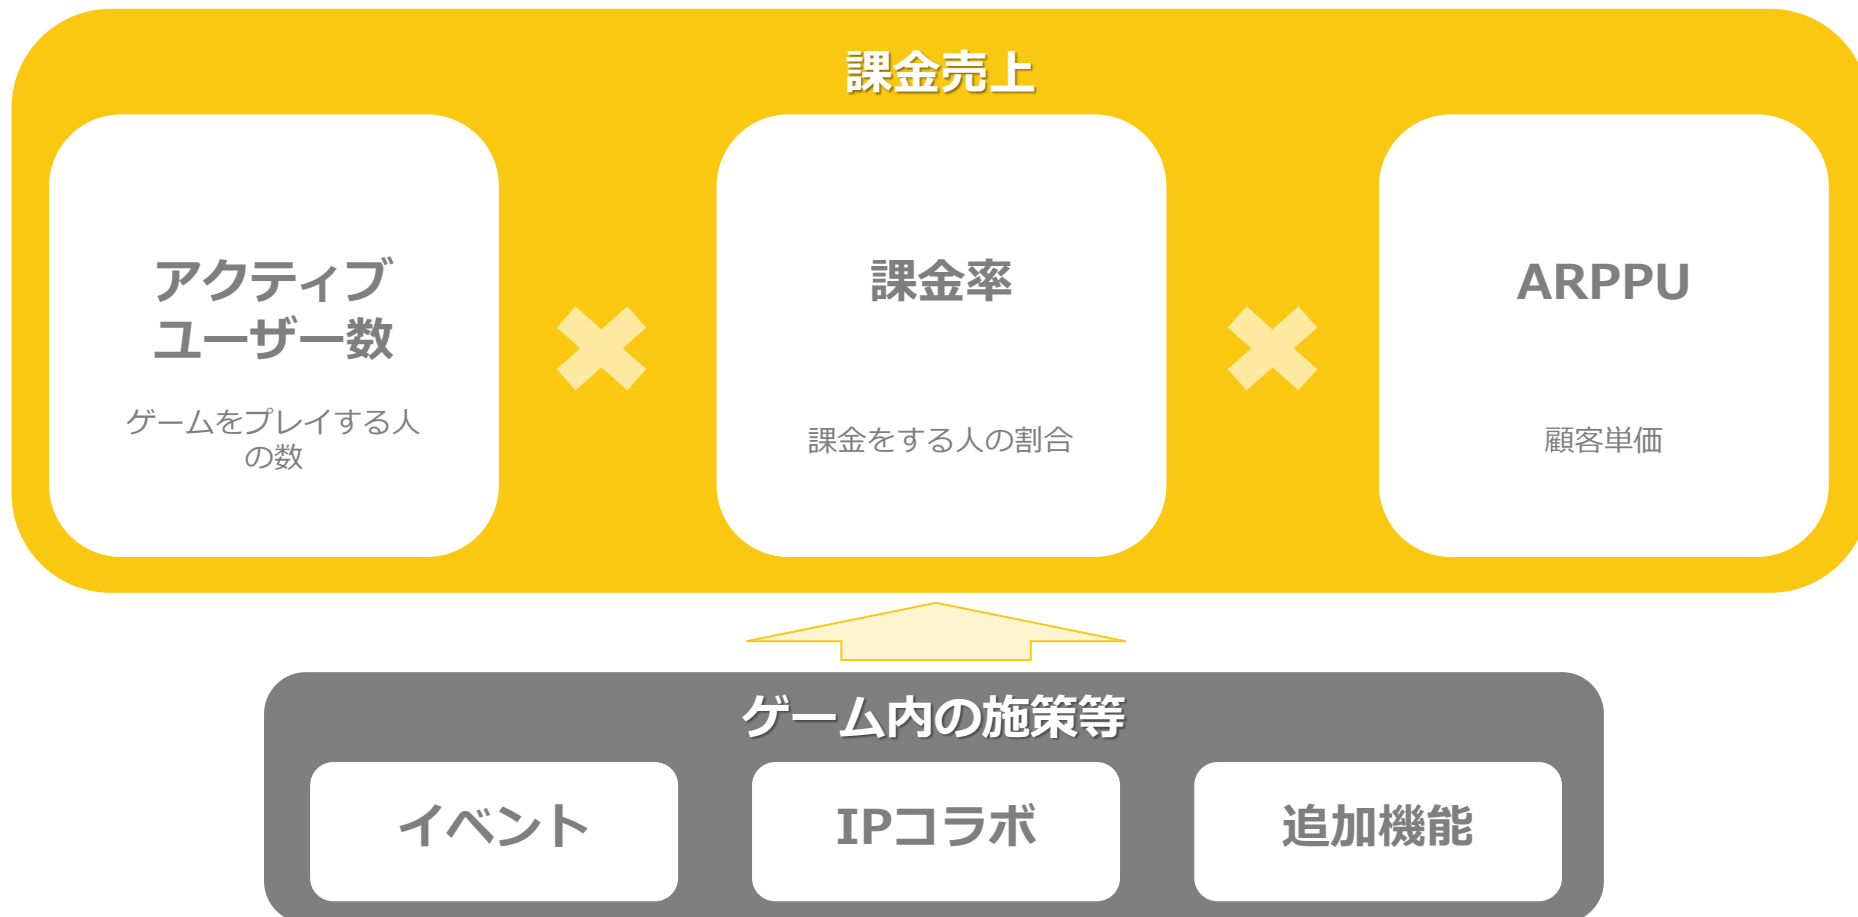 課金売上
アクティブ
ユーザー数
ゲームをプレイする人
の数
課金率
課金をする人の割合
ARPPU
顧客単価
ゲーム内の施策等
イベント
IPコラボ
追加機能